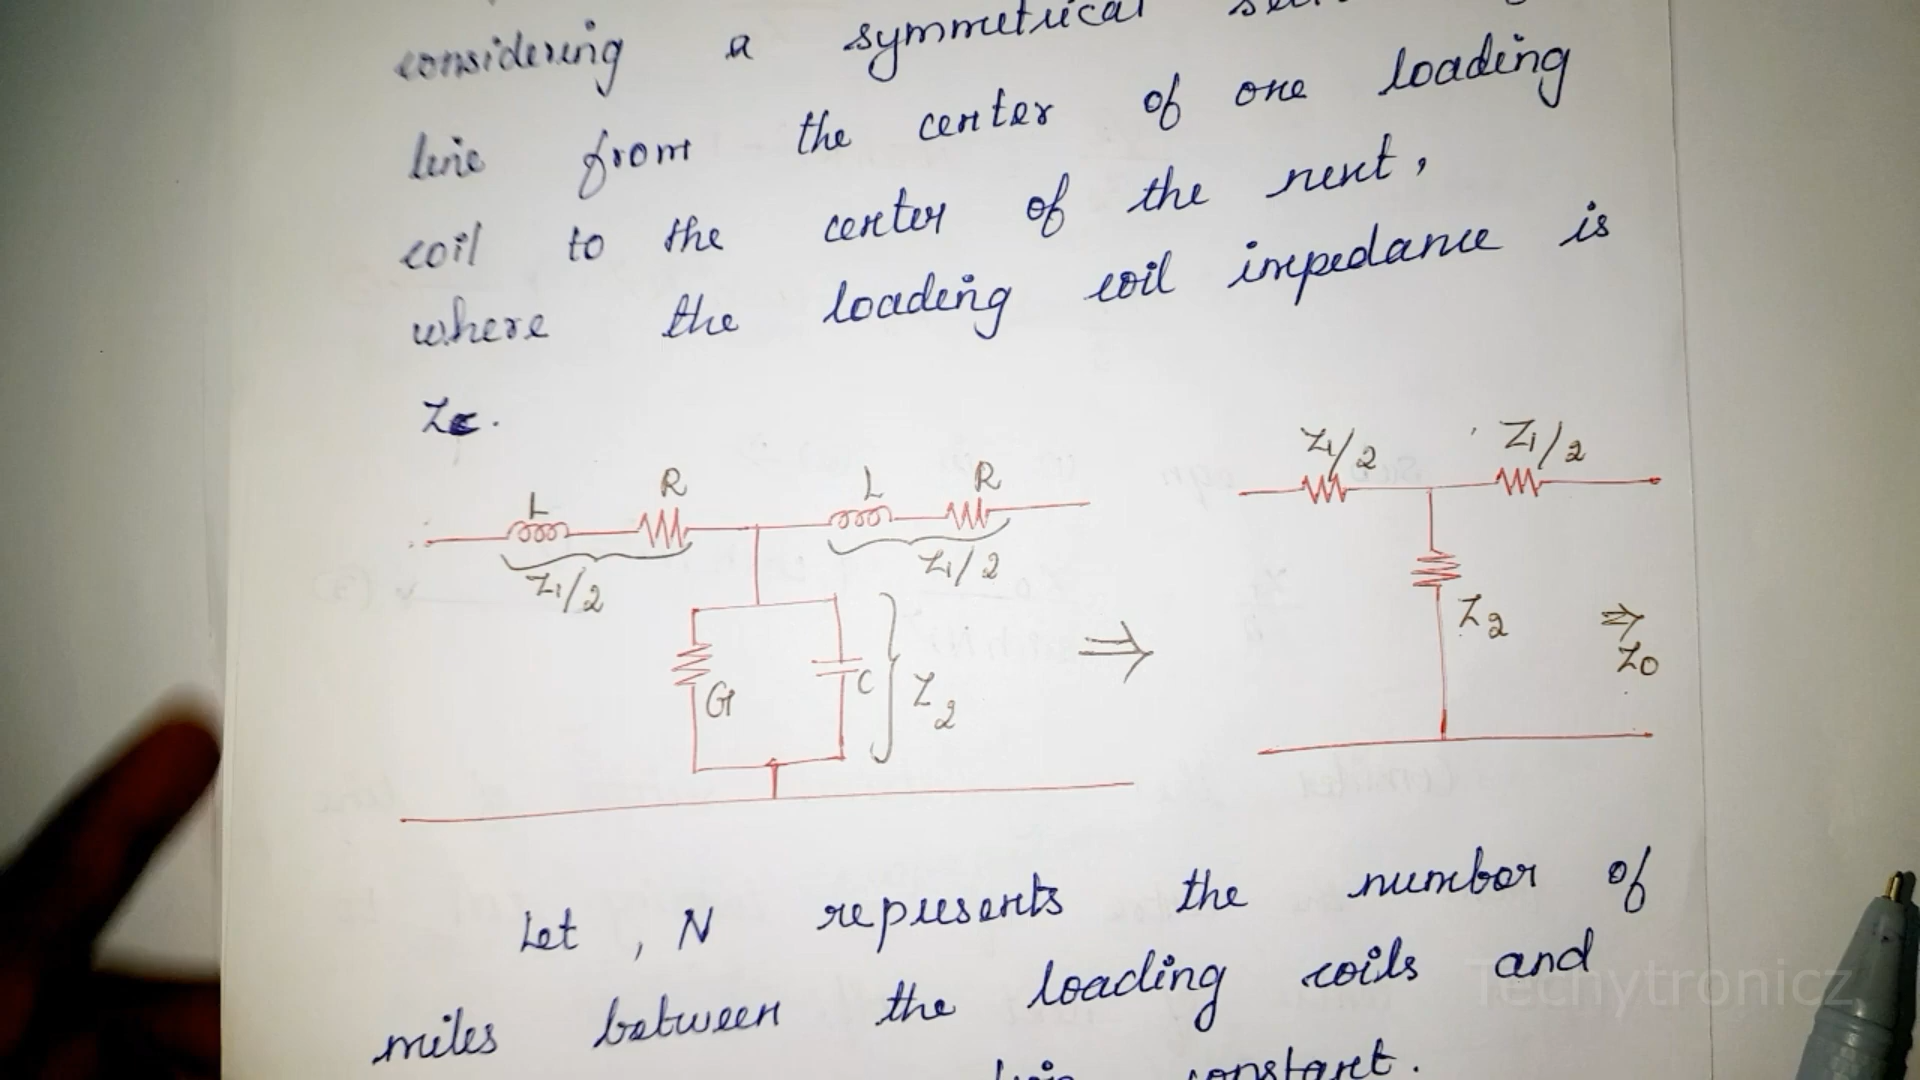 considering a symmetrical
line from the center of one loading
coil to the center of the next,
where the loading coil impedance is
Zc.
L R L R
Z1/2 Z1/2
G C Z2
⇒
Z1/2 Z1/2
Z2 ⇒ Z0
Let, N represents the number of
miles between the loading coils and
constant.
Techytronicz